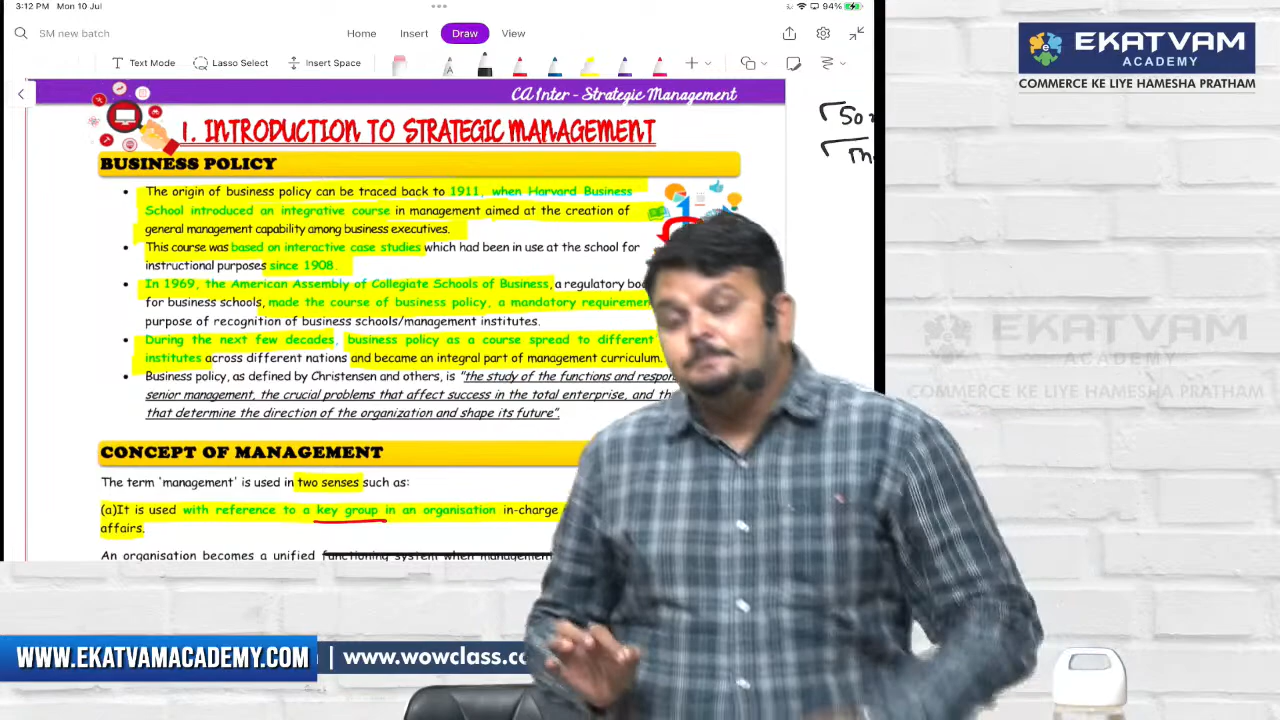 3:12 PM Mon 10 Jul
94%
SM new batch
Home Insert Draw View
Text Mode Lasso Select Insert Space
CA Inter - Strategic Management
1. INTRODUCTION TO STRATEGIC MANAGEMENT
BUSINESS POLICY
• The origin of business policy can be traced back to 1911, when Harvard Business
School introduced an integrative course in management aimed at the creation of
general management capability among business executives.
• This course was based on interactive case studies which had been in use at the school for
instructional purposes since 1908.
• In 1969, the American Assembly of Collegiate Schools of Business, a regulatory
for business schools, made the course of business policy, a mandatory
purpose of recognition of business schools/management institutes.
• During the next few decades, business policy as a course spread to different
institutes across different nations and became an integral part of management curriculum.
• Business policy, as defined by Christensen and others, is "the study of the functions and
senior management, the crucial problems that affect success in the total enterprise, and
that determine the direction of the organization and shape its future".
CONCEPT OF MANAGEMENT
The term 'management' is used in two senses such as:
(a)It is used with reference to a key group in an organisation in-charge
affairs.
An organisation becomes a unified functioning system when
EKATVAM
ACADEMY
COMMERCE KE LIYE HAMESHA PRATHAM
EKATVAM
COMMERCE KE LIYE HAMESHA PRATHAM
WWW.EKATVAMACADEMY.COM
| www.wowclass.